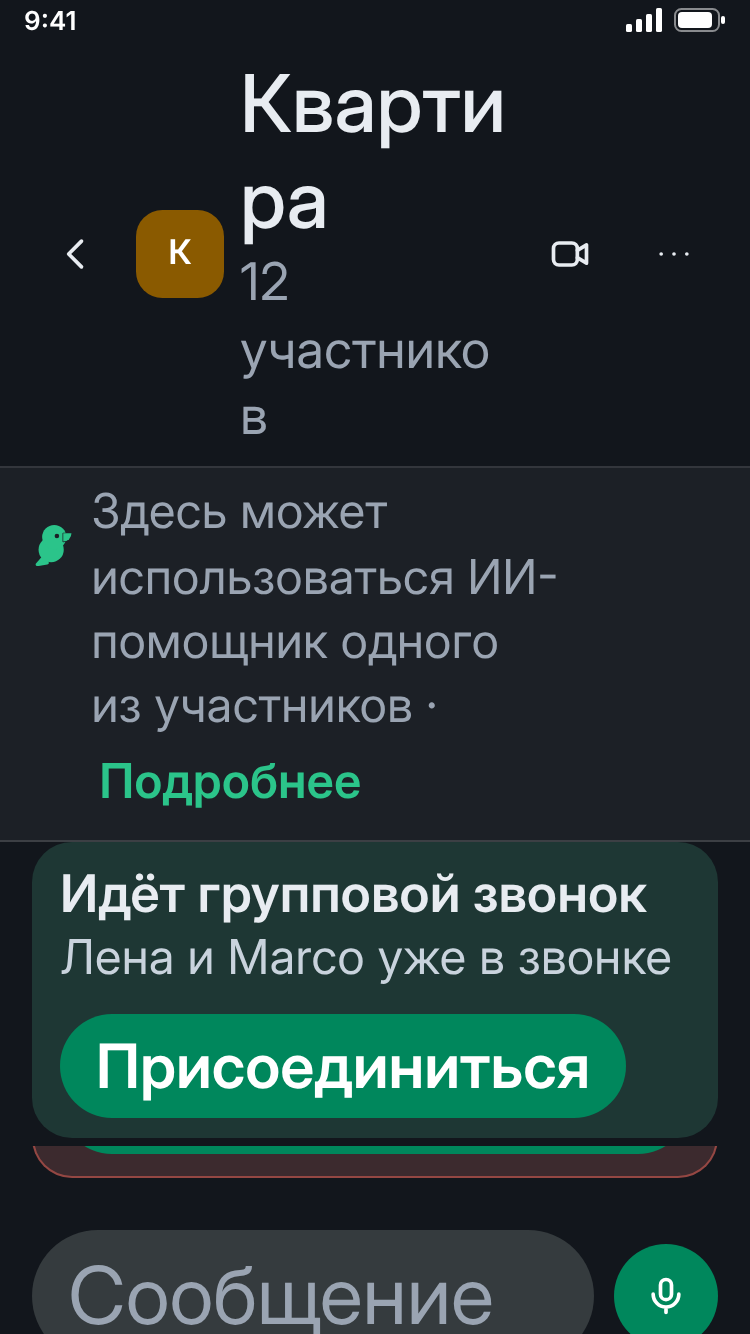 9:41
Кварти
ра
К
12
участнико
в
Здесь может
использоваться ИИ-
помощник одного
из участников ·
Подробнее
Идёт групповой звонок
Лена и Marco уже в звонке
Присоединиться
Сообщение